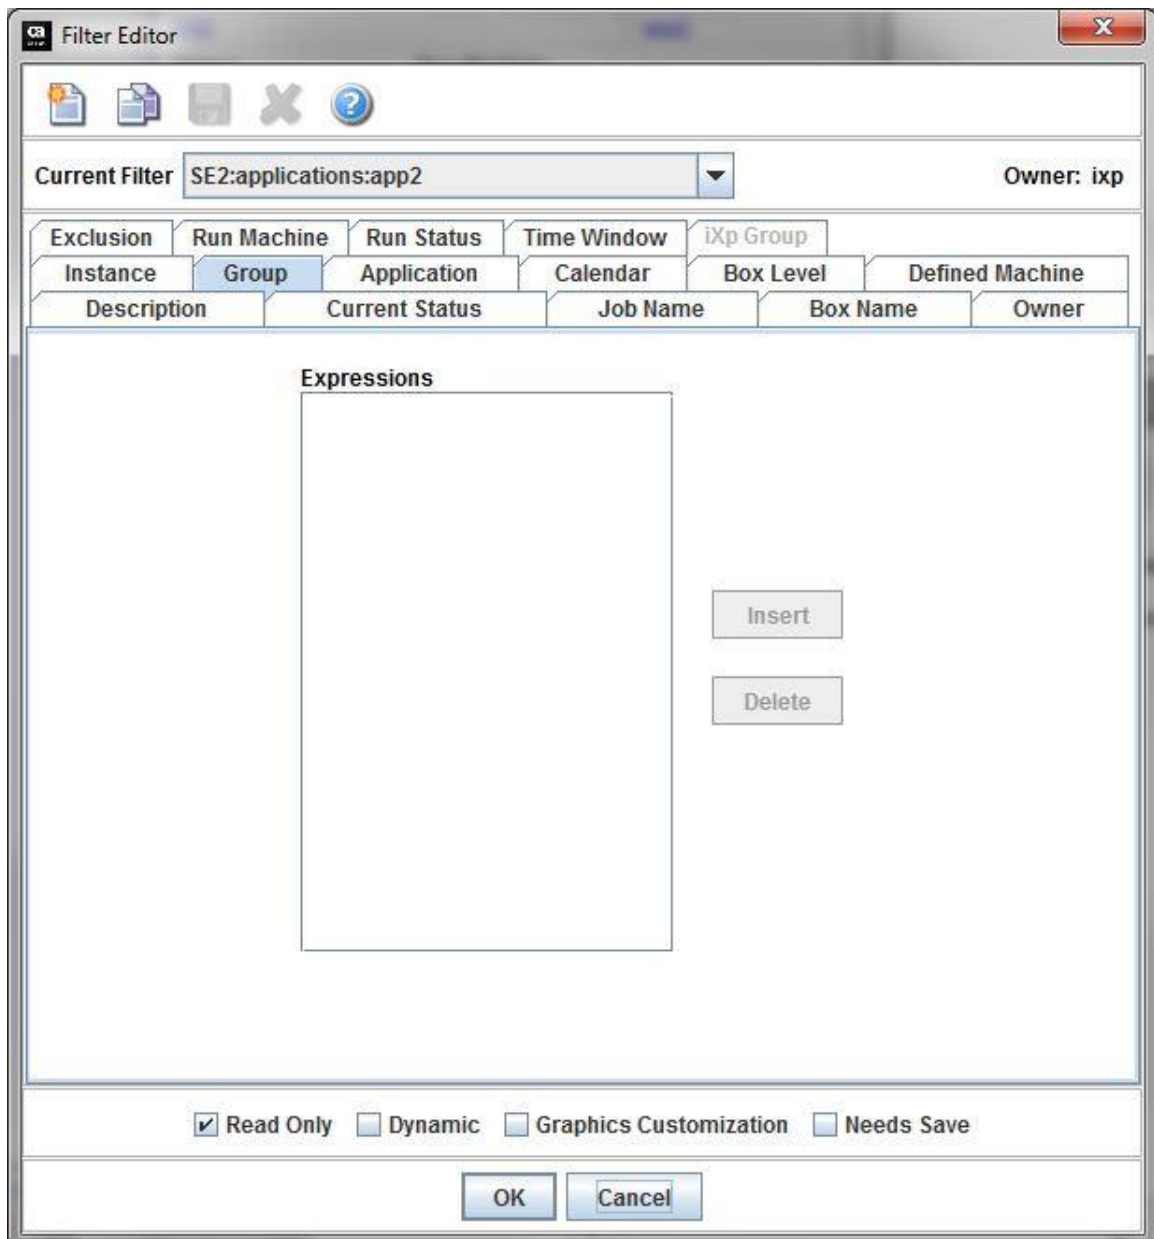 ca
Filter Editor
X
?
Current Filter SE2:applications:app2 Owner: ixp
Exclusion Run Machine Run Status Time Window iXp Group
Instance Group Application Calendar Box Level Defined Machine
Description Current Status Job Name Box Name Owner
Expressions
Insert
Delete
Read Only Dynamic Graphics Customization Needs Save
OK Cancel